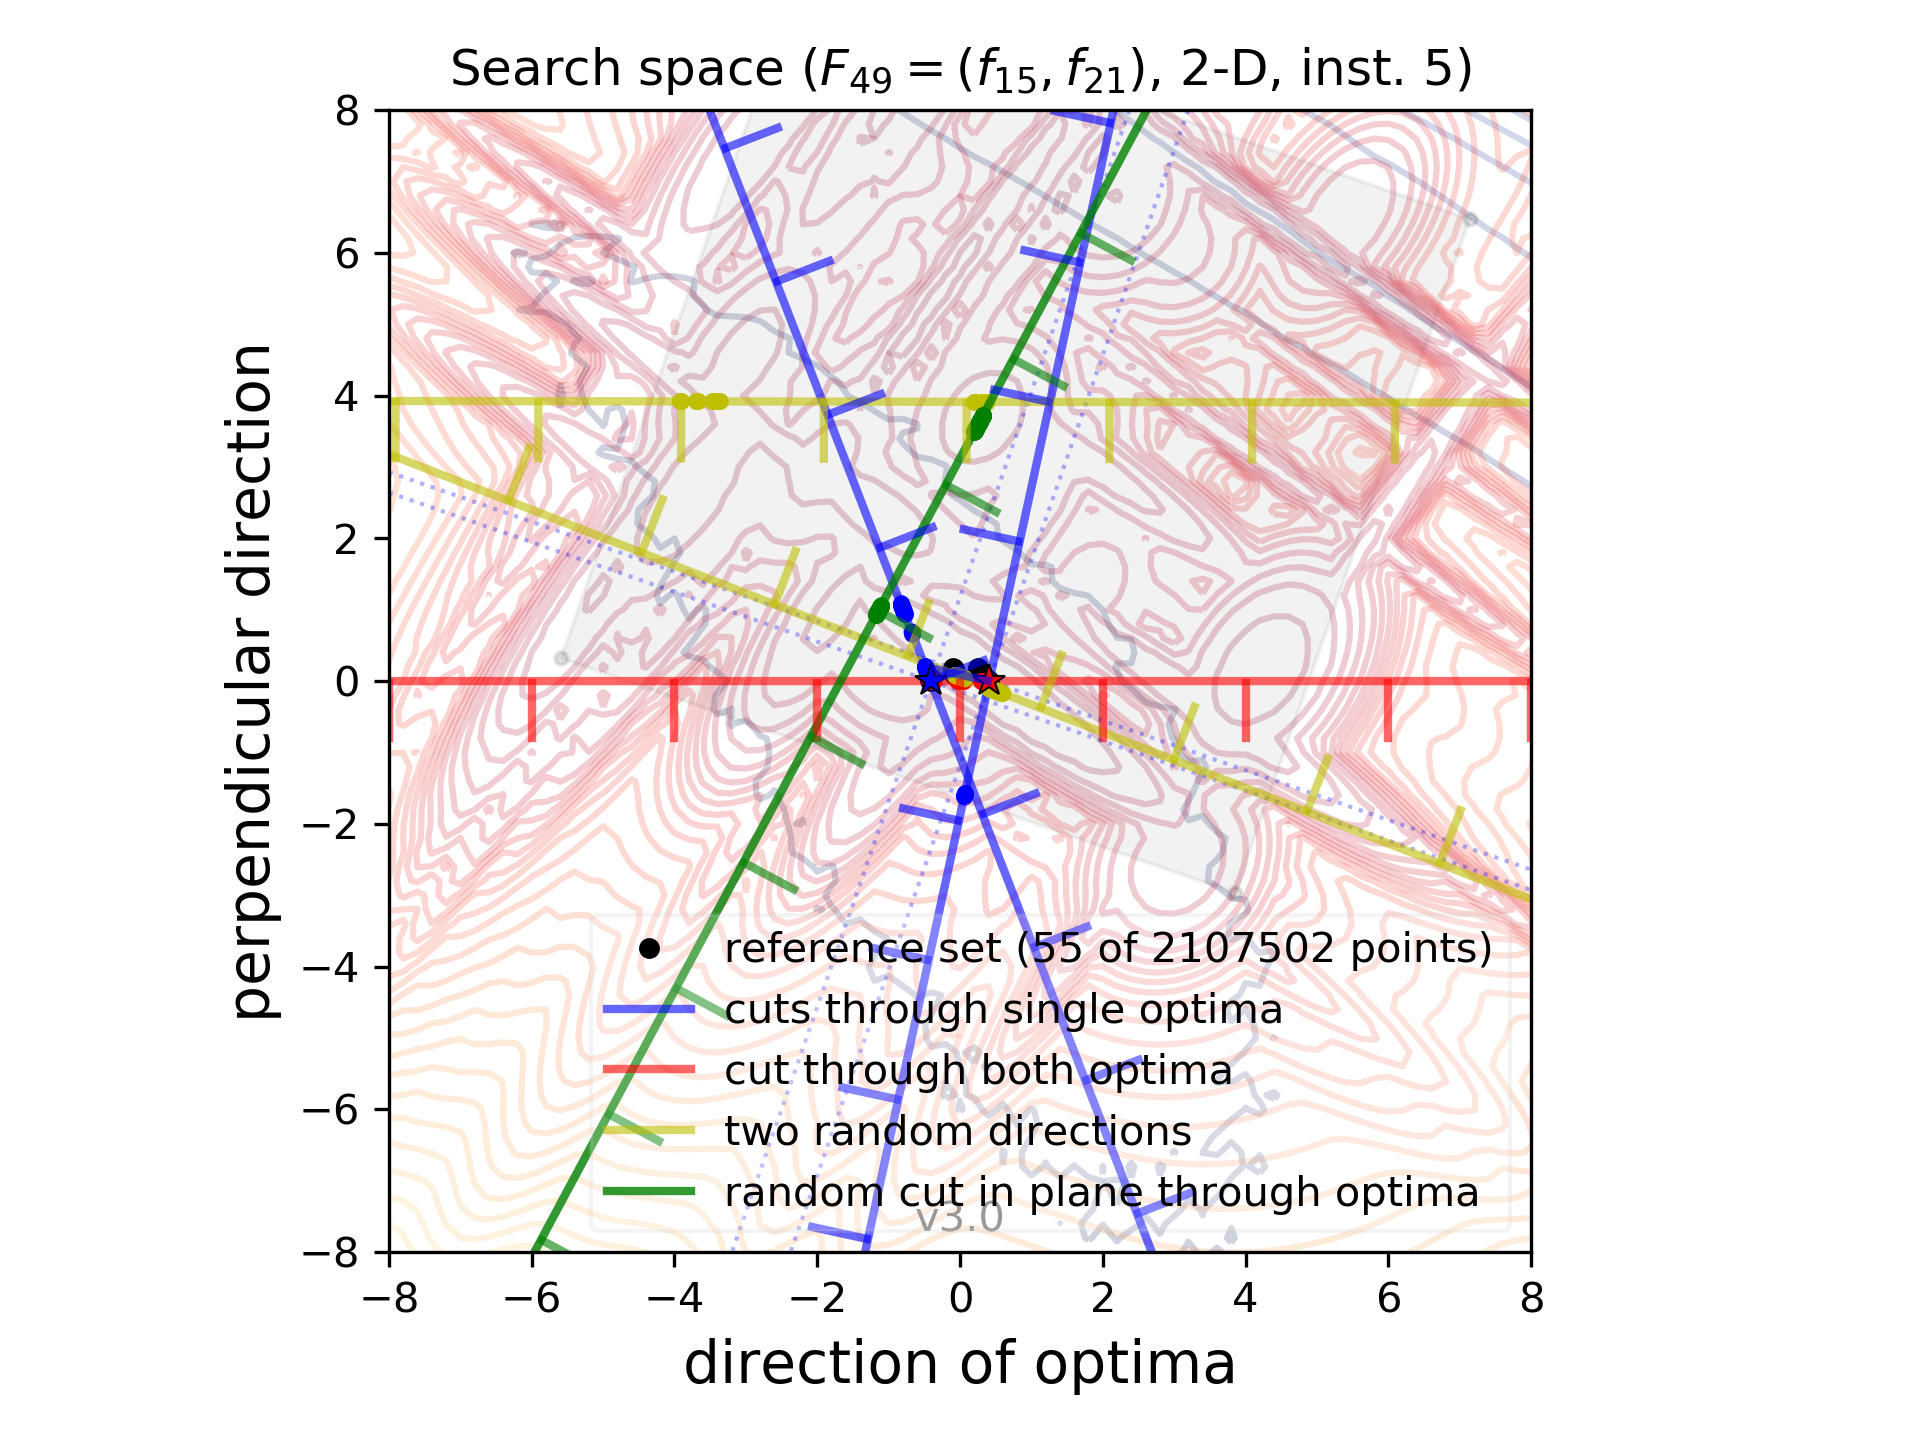 Search space (F49 = (f15, f21), 2-D, inst. 5)
8
6
4
2
0
−2
−4
−6
−8
perpendicular direction
reference set (55 of 2107502 points)
cuts through single optima
cut through both optima
two random directions
random cut in plane through optima
v3.0
−8 −6 −4 −2 0 2 4 6 8
direction of optima